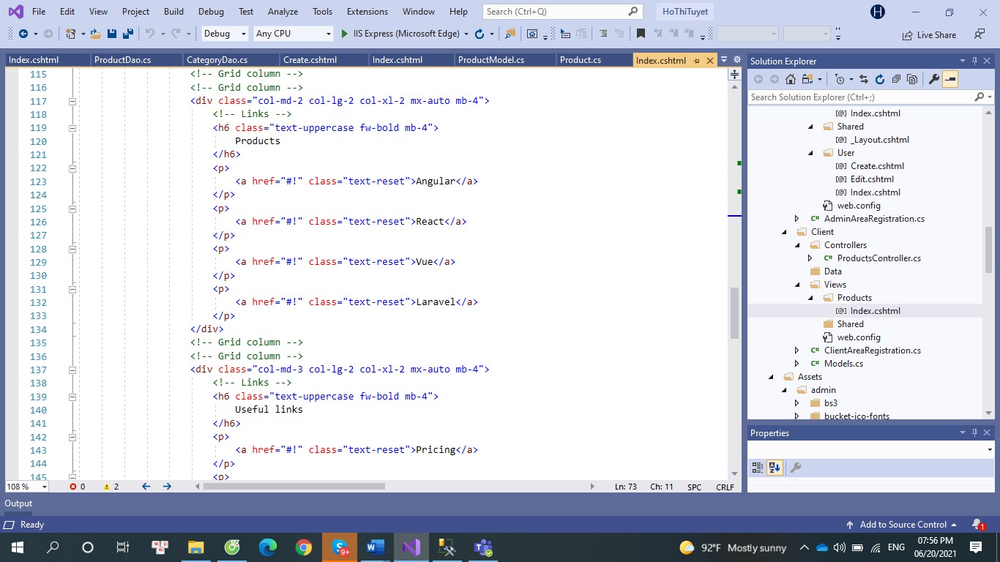 File Edit View Project Build Debug Test Analyze Tools Extensions Window Help Search (Ctrl+Q) HoThiTuyet H
Debug Any CPU IIS Express (Microsoft Edge) Live Share
Index.cshtml ProductDao.cs CategoryDao.cs Create.cshtml Index.cshtml ProductModel.cs Product.cs Index.cshtml
115 <!-- Grid column -->
116 <!-- Grid column -->
117 <div class="col-md-2 col-lg-2 col-xl-2 mx-auto mb-4">
118 <!-- Links -->
119 <h6 class="text-uppercase fw-bold mb-4">
120 Products
121 </h6>
122 <p>
123 <a href="#!" class="text-reset">Angular</a>
124 </p>
125 <p>
126 <a href="#!" class="text-reset">React</a>
127 </p>
128 <p>
129 <a href="#!" class="text-reset">Vue</a>
130 </p>
131 <p>
132 <a href="#!" class="text-reset">Laravel</a>
133 </p>
134 </div>
135 <!-- Grid column -->
136 <!-- Grid column -->
137 <div class="col-md-3 col-lg-2 col-xl-2 mx-auto mb-4">
138 <!-- Links -->
139 <h6 class="text-uppercase fw-bold mb-4">
140 Useful links
141 </h6>
142 <p>
143 <a href="#!" class="text-reset">Pricing</a>
144 </p>
145 <p>
108 % 0 2 Ln: 73 Ch: 11 SPC CRLF
Solution Explorer
Search Solution Explorer (Ctrl+;)
[@] Index.cshtml
Shared
[@] _Layout.cshtml
User
[@] Create.cshtml
[@] Edit.cshtml
[@] Index.cshtml
web.config
C# AdminAreaRegistration.cs
Client
Controllers
C# ProductsController.cs
Data
Views
Products
[@] Index.cshtml
Shared
web.config
C# ClientAreaRegistration.cs
C# Models.cs
Assets
admin
bs3
bucket-ico-fonts
Properties
Output
Ready Add to Source Control 1
9+ 92°F Mostly sunny ENG 07:56 PM
06/20/2021